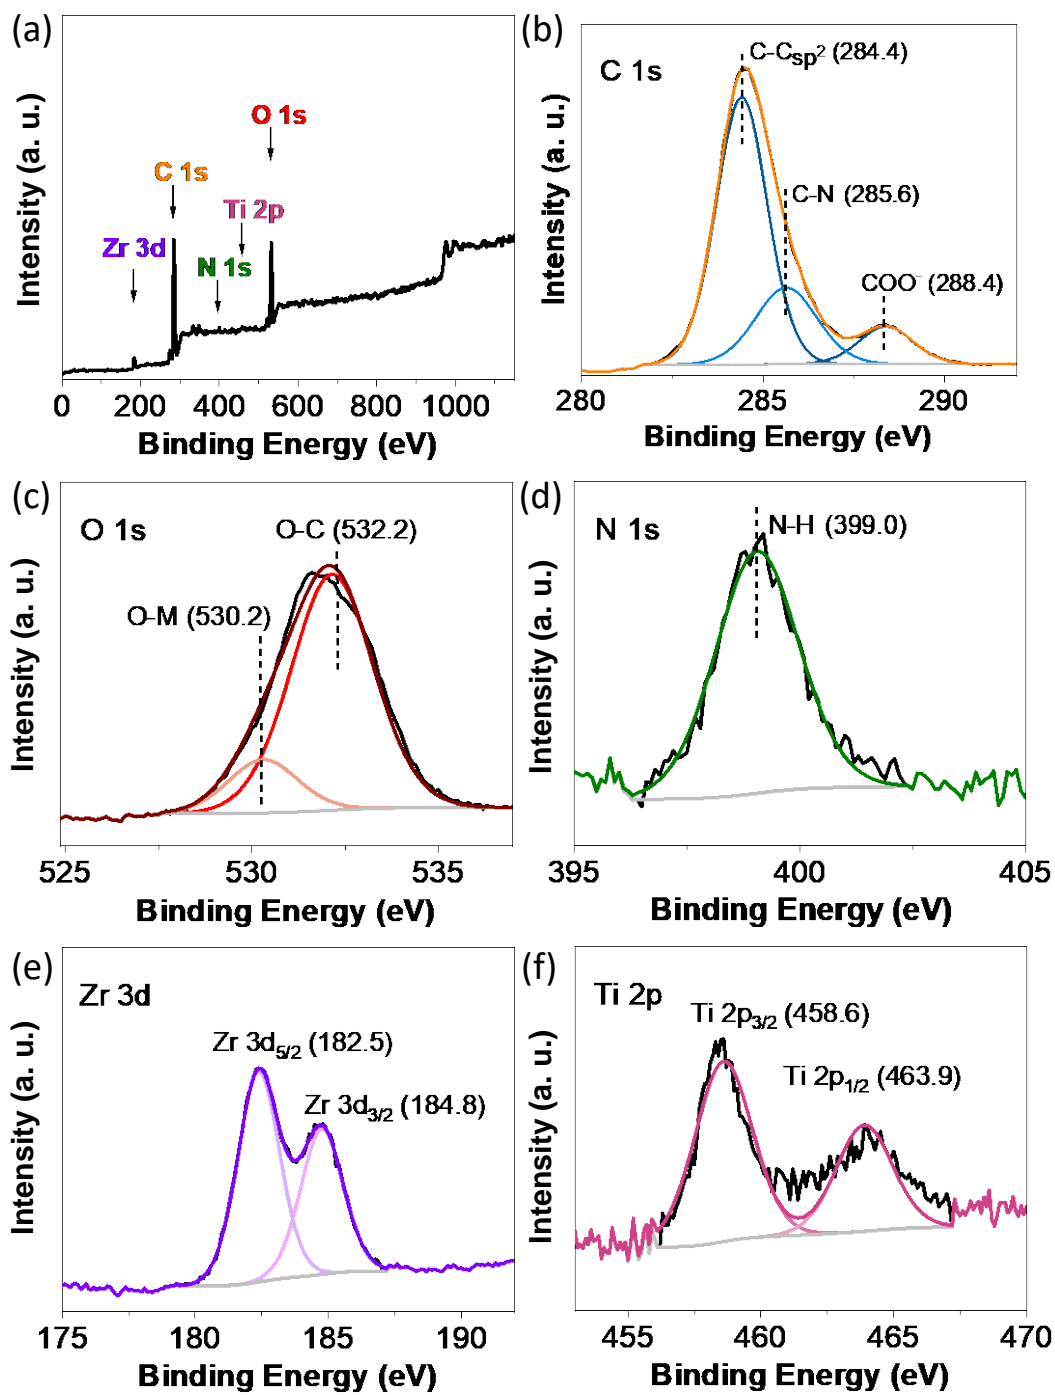 (a)
O 1s
C 1s
Ti 2p
Zr 3d
N 1s
Intensity (a. u.)
0 200 400 600 800 1000
Binding Energy (eV)
(b)
C 1s
C-Csp² (284.4)
C-N (285.6)
COO⁻ (288.4)
Intensity (a. u.)
280 285 290
Binding Energy (eV)
(c)
O 1s
O-C (532.2)
O-M (530.2)
Intensity (a. u.)
525 530 535
Binding Energy (eV)
(d)
N 1s
N-H (399.0)
Intensity (a. u.)
395 400 405
Binding Energy (eV)
(e)
Zr 3d
Zr 3d5/2 (182.5)
Zr 3d3/2 (184.8)
Intensity (a. u.)
175 180 185 190
Binding Energy (eV)
(f)
Ti 2p
Ti 2p3/2 (458.6)
Ti 2p1/2 (463.9)
Intensity (a. u.)
455 460 465 470
Binding Energy (eV)